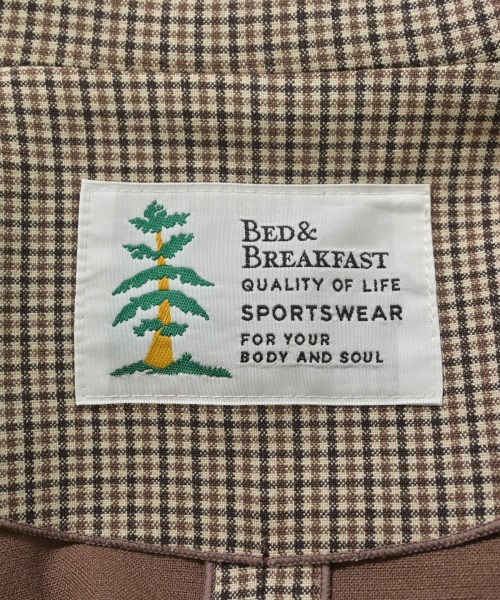 BED&
BREAKFAST
QUALITY OF LIFE
SPORTSWEAR
FOR YOUR
BODY AND SOUL